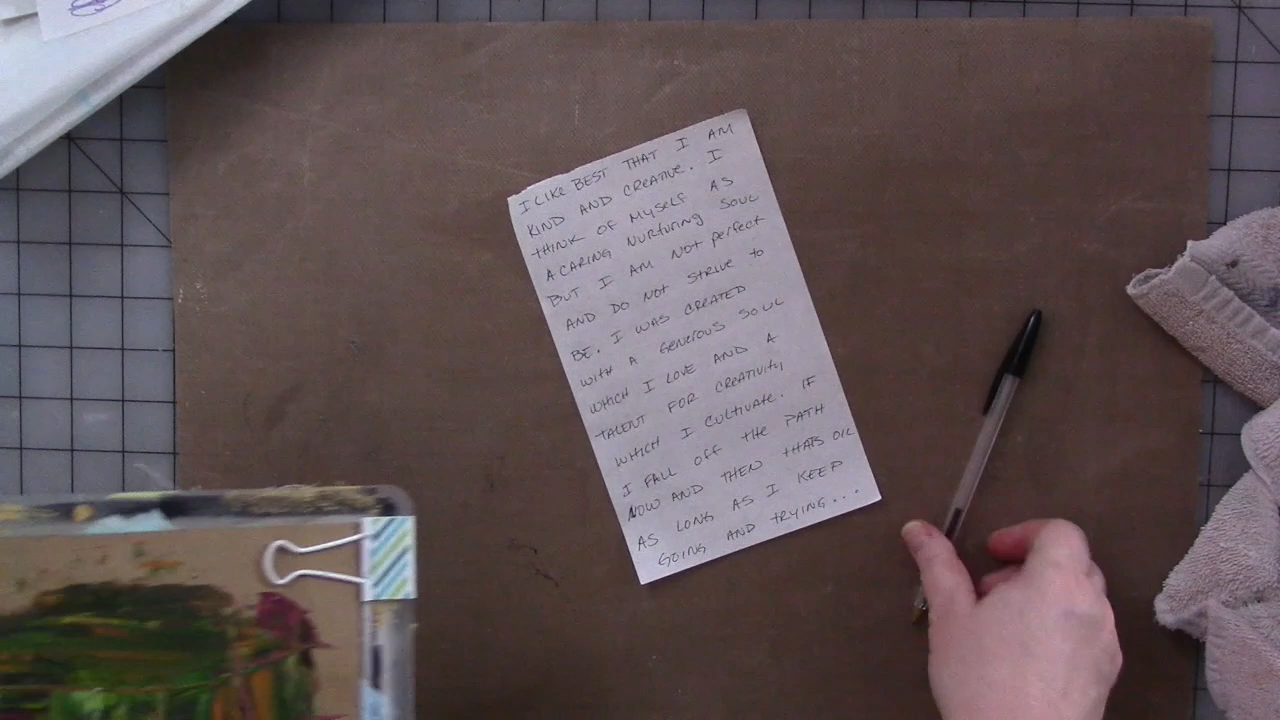 I LIKE BEST THAT I AM
KIND AND CREATIVE. I
THINK OF MYSELF AS
A CARING NURTURING SOUL
BUT I AM NOT PERFECT
AND DO NOT STRIVE TO
BE. I WAS CREATED
WITH A GENEROUS SOUL
WHICH I LOVE AND A
TALENT FOR CREATIVITY
WHICH I CULTIVATE. IF
I FALL OFF THE PATH
NOW AND THEN THATS
AS LONG AS I KEEP
GOING AND TRYING...